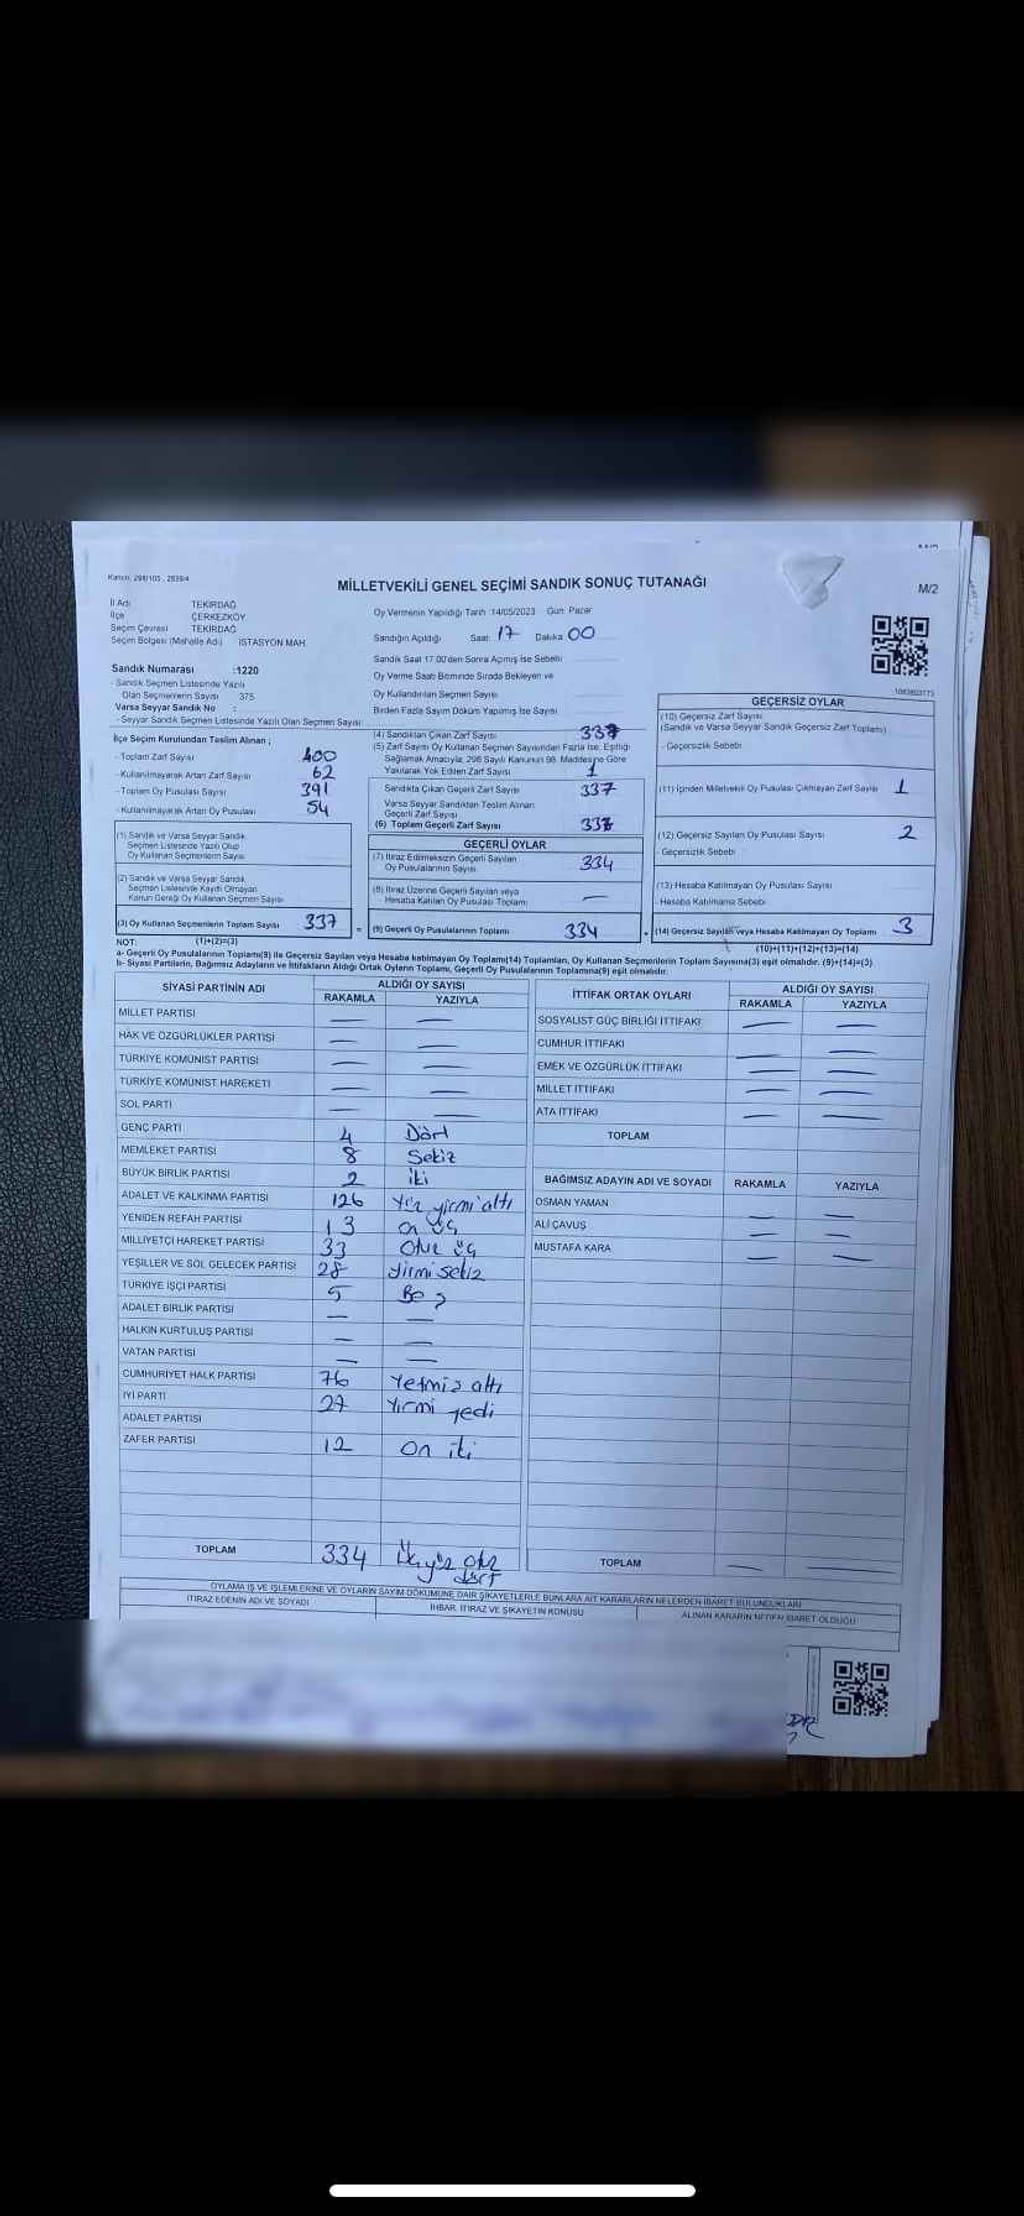 Kanun: 298/105 , 2839/4
MİLLETVEKİLİ GENEL SEÇİMİ SANDIK SONUÇ TUTANAĞI
M/2
İl Adı TEKİRDAĞ
İlçe ÇERKEZKÖY
Seçim Çevresi TEKİRDAĞ
Seçim Bölgesi (Mahalle Adı) İSTASYON MAH.
Sandık Numarası :1220
- Sandık Seçmen Listesinde Yazılı
Olan Seçmenlerin Sayısı 375
Varsa Seyyar Sandık No :
- Seyyar Sandık Seçmen Listesinde Yazılı Olan Seçmen Sayısı
Oy Vermenin Yapıldığı Tarih 14/05/2023 Gün: Pazar
Sandığın Açıldığı Saat: 17 Dakika 00
Sandık Saat 17.00'den Sonra Açmış İse Sebebi
Oy Verme Saati Bitiminde Sırada Bekleyen ve
Oy Kullandırılan Seçmen Sayısı
Birden Fazla Sayım Döküm Yapılmış İse Sayısı
İlçe Seçim Kurulundan Teslim Alınan ;
- Toplam Zarf Sayısı 400
- Kullanılmayarak Artan Zarf Sayısı 62
- Toplam Oy Pusulası Sayısı 391
- Kullanılmayarak Artan Oy Pusulası 54
(4) Sandıktan Çıkan Zarf Sayısı 337
(5) Zarf Sayısı Oy Kullanan Seçmen Sayısından Fazla İse, Eşitliği
Sağlamak Amacıyla, 298 Sayılı Kanunun 98. Maddesine Göre
Yakılarak Yok Edilen Zarf Sayısı 1
Sandıkta Çıkan Geçerli Zarf Sayısı 337
Varsa Seyyar Sandıktan Teslim Alınan
Geçerli Zarf Sayısı
(6) Toplam Geçerli Zarf Sayısı 337
GEÇERLİ OYLAR
(7) İtiraz Edilmeksizin Geçerli Sayılan
Oy Pusulalarının Sayısı 334
(8) İtiraz Üzerine Geçerli Sayılan veya
Hesaba Katılan Oy Pusulası Toplamı —
(9) Geçerli Oy Pusulalarının Toplamı 334
(1) Sandık ve Varsa Seyyar Sandık
Seçmen Listesinde Yazılı Olup
Oy Kullanan Seçmenlerin Sayısı
(2) Sandık ve Varsa Seyyar Sandık
Seçmen Listesinde Kaydı Olmayan
Kanun Gereği Oy Kullanan Seçmen Sayısı
(3) Oy Kullanan Seçmenlerin Toplam Sayısı 337 =
(1)+(2)=(3)
GEÇERSİZ OYLAR
(10) Geçersiz Zarf Sayısı
(Sandık ve Varsa Seyyar Sandık Geçersiz Zarf Toplamı)
- Geçersizlik Sebebi
(11) İçinden Milletvekili Oy Pusulası Çıkmayan Zarf Sayısı 1
(12) Geçersiz Sayılan Oy Pusulası Sayısı 2
- Geçersizlik Sebebi
(13) Hesaba Katılmayan Oy Pusulası Sayısı
- Hesaba Katılmama Sebebi
+ (14) Geçersiz Sayılan veya Hesaba Katılmayan Oy Toplamı 3
(10)+(11)+(12)+(13)=(14)
NOT:
a- Geçerli Oy Pusulalarının Toplamı(9) ile Geçersiz Sayılan veya Hesaba katılmayan Oy Toplamı(14) Toplamları, Oy Kullanan Seçmenlerin Toplam Sayısına(3) eşit olmalıdır. (9)+(14)=(3)
b- Siyasi Partilerin, Bağımsız Adayların ve İttifakların Aldığı Ortak Oyların Toplamı, Geçerli Oy Pusulalarının Toplamına(9) eşit olmalıdır.
SİYASİ PARTİNİN ADI ALDIĞI OY SAYISI
RAKAMLA YAZIYLA
MİLLET PARTİSİ — —
HAK VE ÖZGÜRLÜKLER PARTİSİ — —
TÜRKİYE KOMÜNİST PARTİSİ — —
TÜRKİYE KOMÜNİST HAREKETİ — —
SOL PARTİ — —
GENÇ PARTİ 4 Dört
MEMLEKET PARTİSİ 8 Sekiz
BÜYÜK BİRLİK PARTİSİ 2 iki
ADALET VE KALKINMA PARTİSİ 126 Yüz yirmi altı
YENİDEN REFAH PARTİSİ 13 on üç
MİLLİYETÇİ HAREKET PARTİSİ 33 Otuz üç
YEŞİLLER VE SOL GELECEK PARTİSİ 28 yirmi sekiz
TÜRKİYE İŞÇİ PARTİSİ 5 Beş
ADALET BİRLİK PARTİSİ — —
HALKIN KURTULUŞ PARTİSİ — —
VATAN PARTİSİ — —
CUMHURİYET HALK PARTİSİ 76 Yetmiş altı
İYİ PARTİ 27 Yirmi yedi
ADALET PARTİSİ
ZAFER PARTİSİ 12 on iki
TOPLAM 334 dört
İTTİFAK ORTAK OYLARI ALDIĞI OY SAYISI
RAKAMLA YAZIYLA
SOSYALİST GÜÇ BİRLİĞİ İTTİFAKI — —
CUMHUR İTTİFAKI — —
EMEK VE ÖZGÜRLÜK İTTİFAKI — —
MİLLET İTTİFAKI — —
ATA İTTİFAKI — —
TOPLAM
BAĞIMSIZ ADAYIN ADI VE SOYADI RAKAMLA YAZIYLA
OSMAN YAMAN — —
ALİ ÇAVUŞ — —
MUSTAFA KARA — —
TOPLAM — —
OYLAMA İŞ VE İŞLEMLERİNE VE OYLARIN SAYIM DÖKÜMÜNE DAİR ŞİKAYETLERLE BUNLARA AİT KARARLARIN NELERDEN İBARET BULUNDUKLARI
İTİRAZ EDENİN ADI VE SOYADI İHBAR, İTİRAZ VE ŞİKAYETİN KONUSU ALINAN KARARIN NEDEN İBARET OLDUĞU